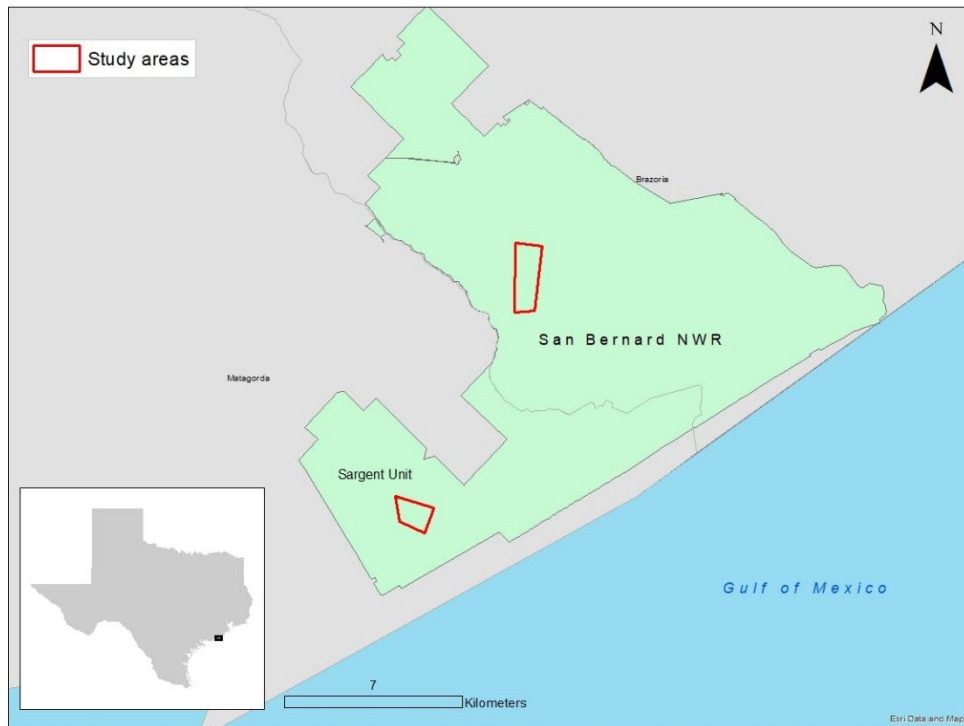 N
Study areas
Brazoria
San Bernard NWR
Matagorda
Sargent Unit
Gulf of Mexico
7
Kilometers
Esri Data and Map